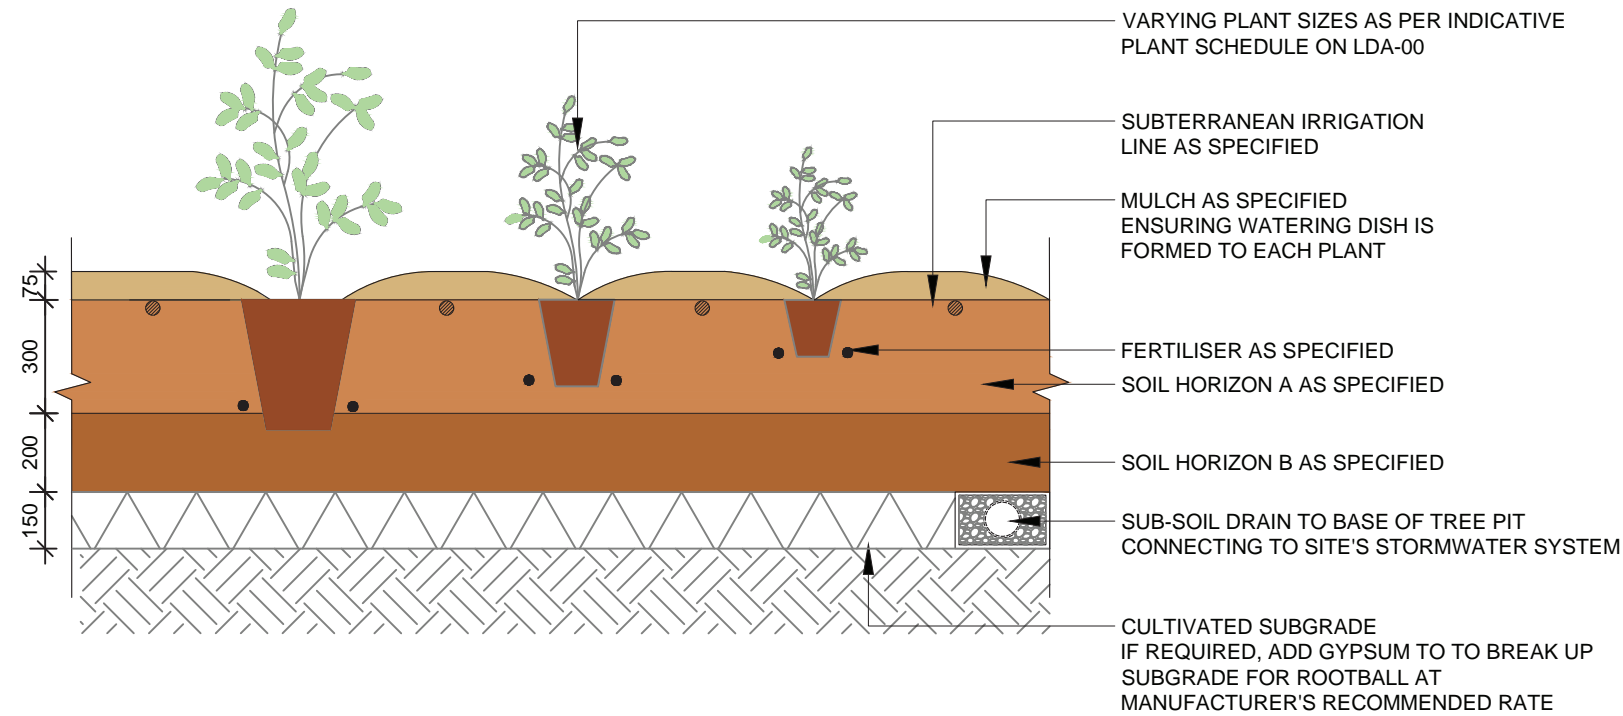 VARYING PLANT SIZES AS PER INDICATIVE
PLANT SCHEDULE ON LDA-00
SUBTERRANEAN IRRIGATION
LINE AS SPECIFIED
MULCH AS SPECIFIED
ENSURING WATERING DISH IS
FORMED TO EACH PLANT
75
300
FERTILISER AS SPECIFIED
SOIL HORIZON A AS SPECIFIED
200
SOIL HORIZON B AS SPECIFIED
150
SUB-SOIL DRAIN TO BASE OF TREE PIT
CONNECTING TO SITE'S STORMWATER SYSTEM
CULTIVATED SUBGRADE
IF REQUIRED, ADD GYPSUM TO TO BREAK UP
SUBGRADE FOR ROOTBALL AT
MANUFACTURER'S RECOMMENDED RATE